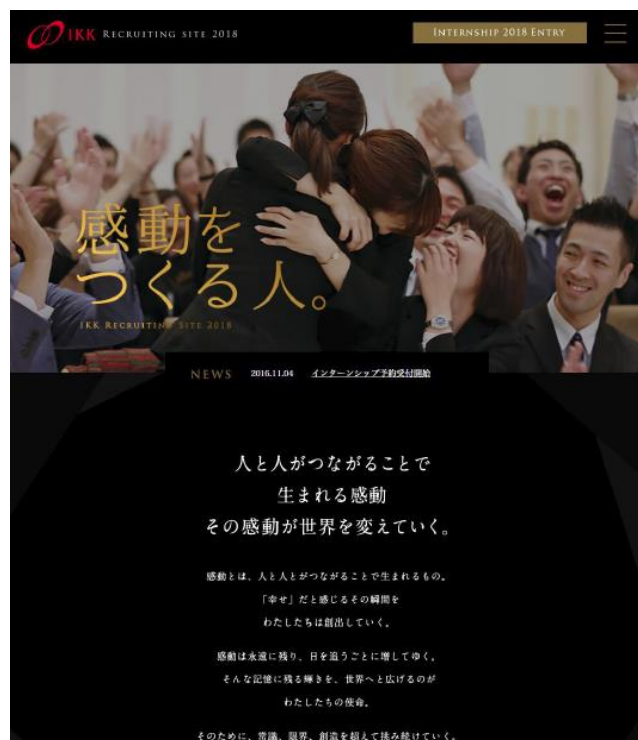 IKK RECRUITING SITE 2018
INTERNSHIP 2018 ENTRY
感動を
つくる人。
IKK RECRUITING SITE 2018
NEWS 2016.11.04 インターンシップ予約受付開始
人と人がつながることで
生まれる感動
その感動が世界を変えていく。
感動とは、人と人とがつながることで生まれるもの。
「幸せ」だと感じるその瞬間を
わたしたちは創出していく。
感動は永遠に残り、日を追うごとに増してゆく。
そんな記憶に残る輝きを、世界へと広げるのが
わたしたちの使命。
そのために、常識、限界、創造を超えて挑み続けていく。